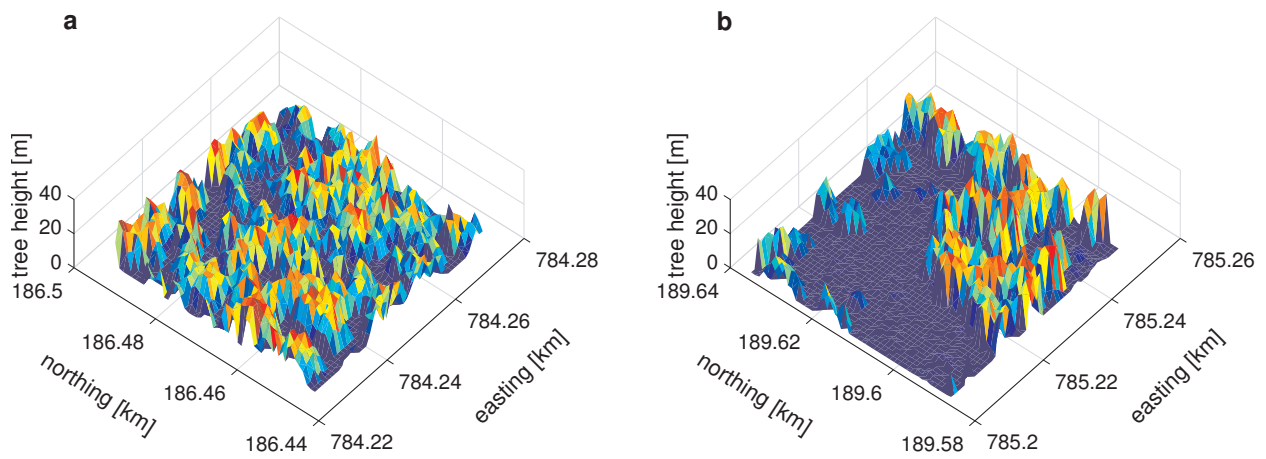 a
tree height [m]
40
20
0
186.5
186.48
186.46
186.44
northing [km]
784.22
784.24
784.26
784.28
easting [km]
b
tree height [m]
40
20
0
189.64
189.62
189.6
189.58
northing [km]
785.2
785.22
785.24
785.26
easting [km]